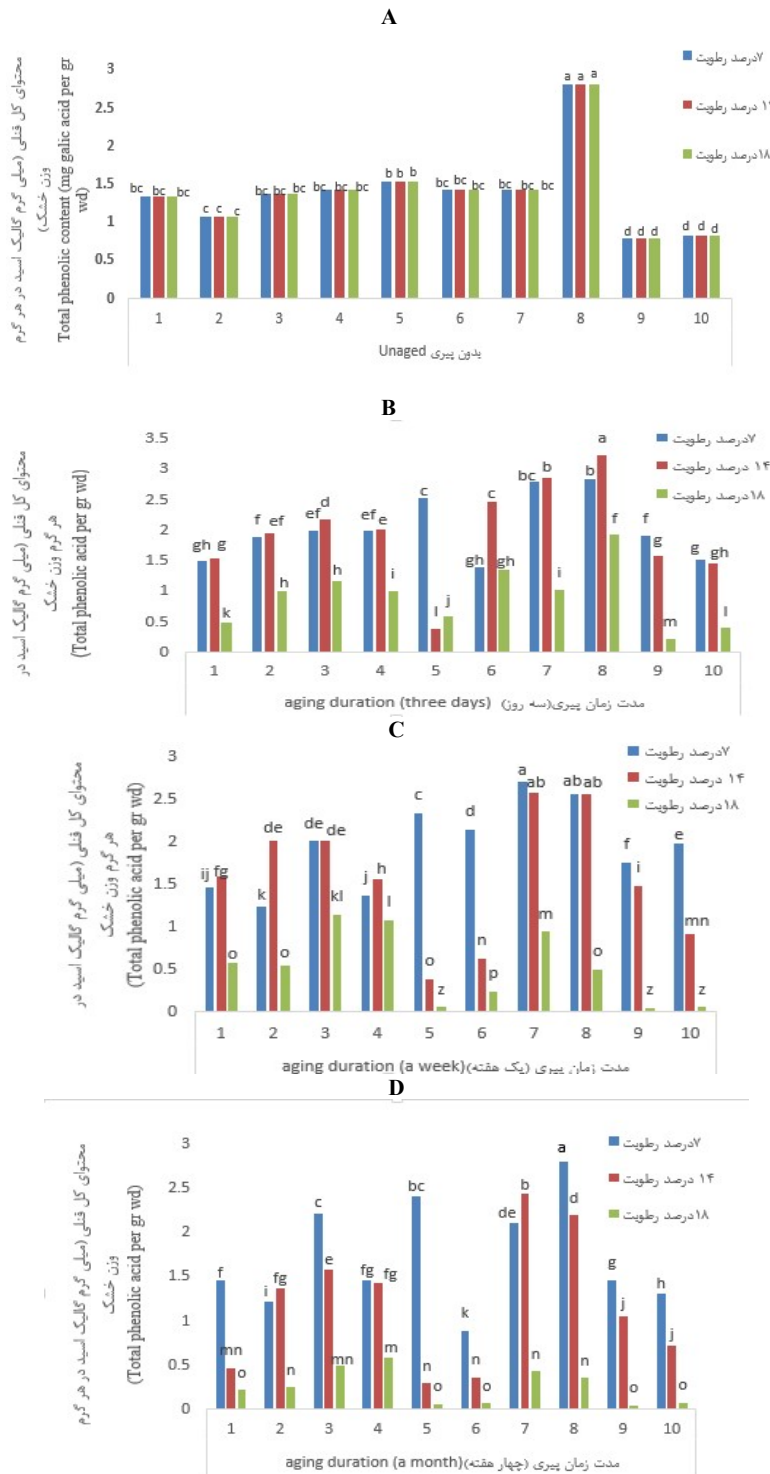 A
محتوای کل فنلی (میلی گرم گالیک اسید در هر گرم
وزن خشک)
Total phenolic content (mg galic acid per gr
wd)
3
2.5
2
1.5
1
0.5
0
bc bc bc c c c bc bc bc bc bc bc b b b bc bc bc bc bc bc a a a d d d d d d
۷درصد رطوبت
درصد رطوبت
۱۸درصد رطوبت
1 2 3 4 5 6 7 8 9 10
Unaged بدون پیری
B
محتوای کل فنلی (میلی گرم گالیک اسید در
هر گرم وزن خشک
(Total phenolic acid per gr wd)
3.5
3
2.5
2
1.5
1
0.5
0
gh g k f ef h ef d h ef e i c l j gh c gh bc b i b a f f g m g gh l
۷درصد رطوبت
۱۴ درصد رطوبت
۱۸درصد رطوبت
1 2 3 4 5 6 7 8 9 10
aging duration (three days) مدت زمان پیری(سه روز)
C
محتوای کل فنلی (میلی گرم گالیک اسید در
هر گرم وزن خشک
(Total phenolic acid per gr wd)
3
2.5
2
1.5
1
0.5
0
ij fg o k de o de de kl j h l c o z d n p a ab m ab ab o f i z e mn z
۷درصد رطوبت
۱۴ درصد رطوبت
۱۸درصد رطوبت
1 2 3 4 5 6 7 8 9 10
aging duration (a week)مدت زمان پیری (یک هفته)
D
محتوای کل فنلی (میلی گرم گالیک اسید در هر گرم
وزن خشک
(Total phenolic acid per gr wd)
3
2.5
2
1.5
1
0.5
0
f mn o i fg n c e mn fg fg m bc n o k n o de b n a d n g j o h j o
۷درصد رطوبت
۱۴ درصد رطوبت
۱۸درصد رطوبت
1 2 3 4 5 6 7 8 9 10
aging duration (a month)مدت زمان پیری (چهار هفته)